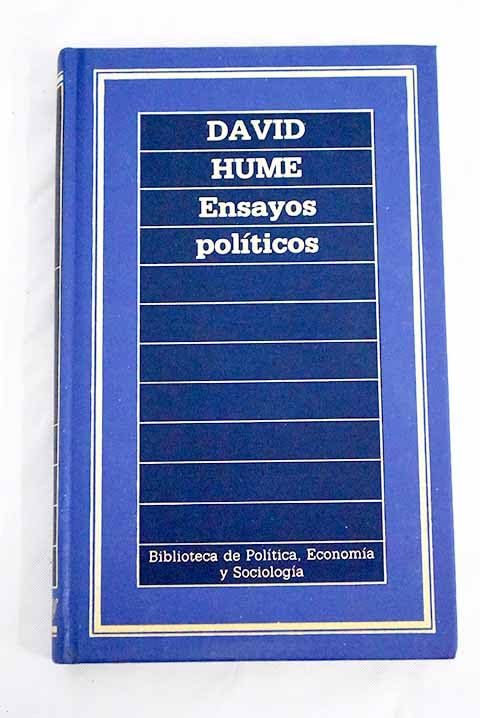 DAVID
HUME
Ensayos
políticos
Biblioteca de Política, Economía
y Sociología